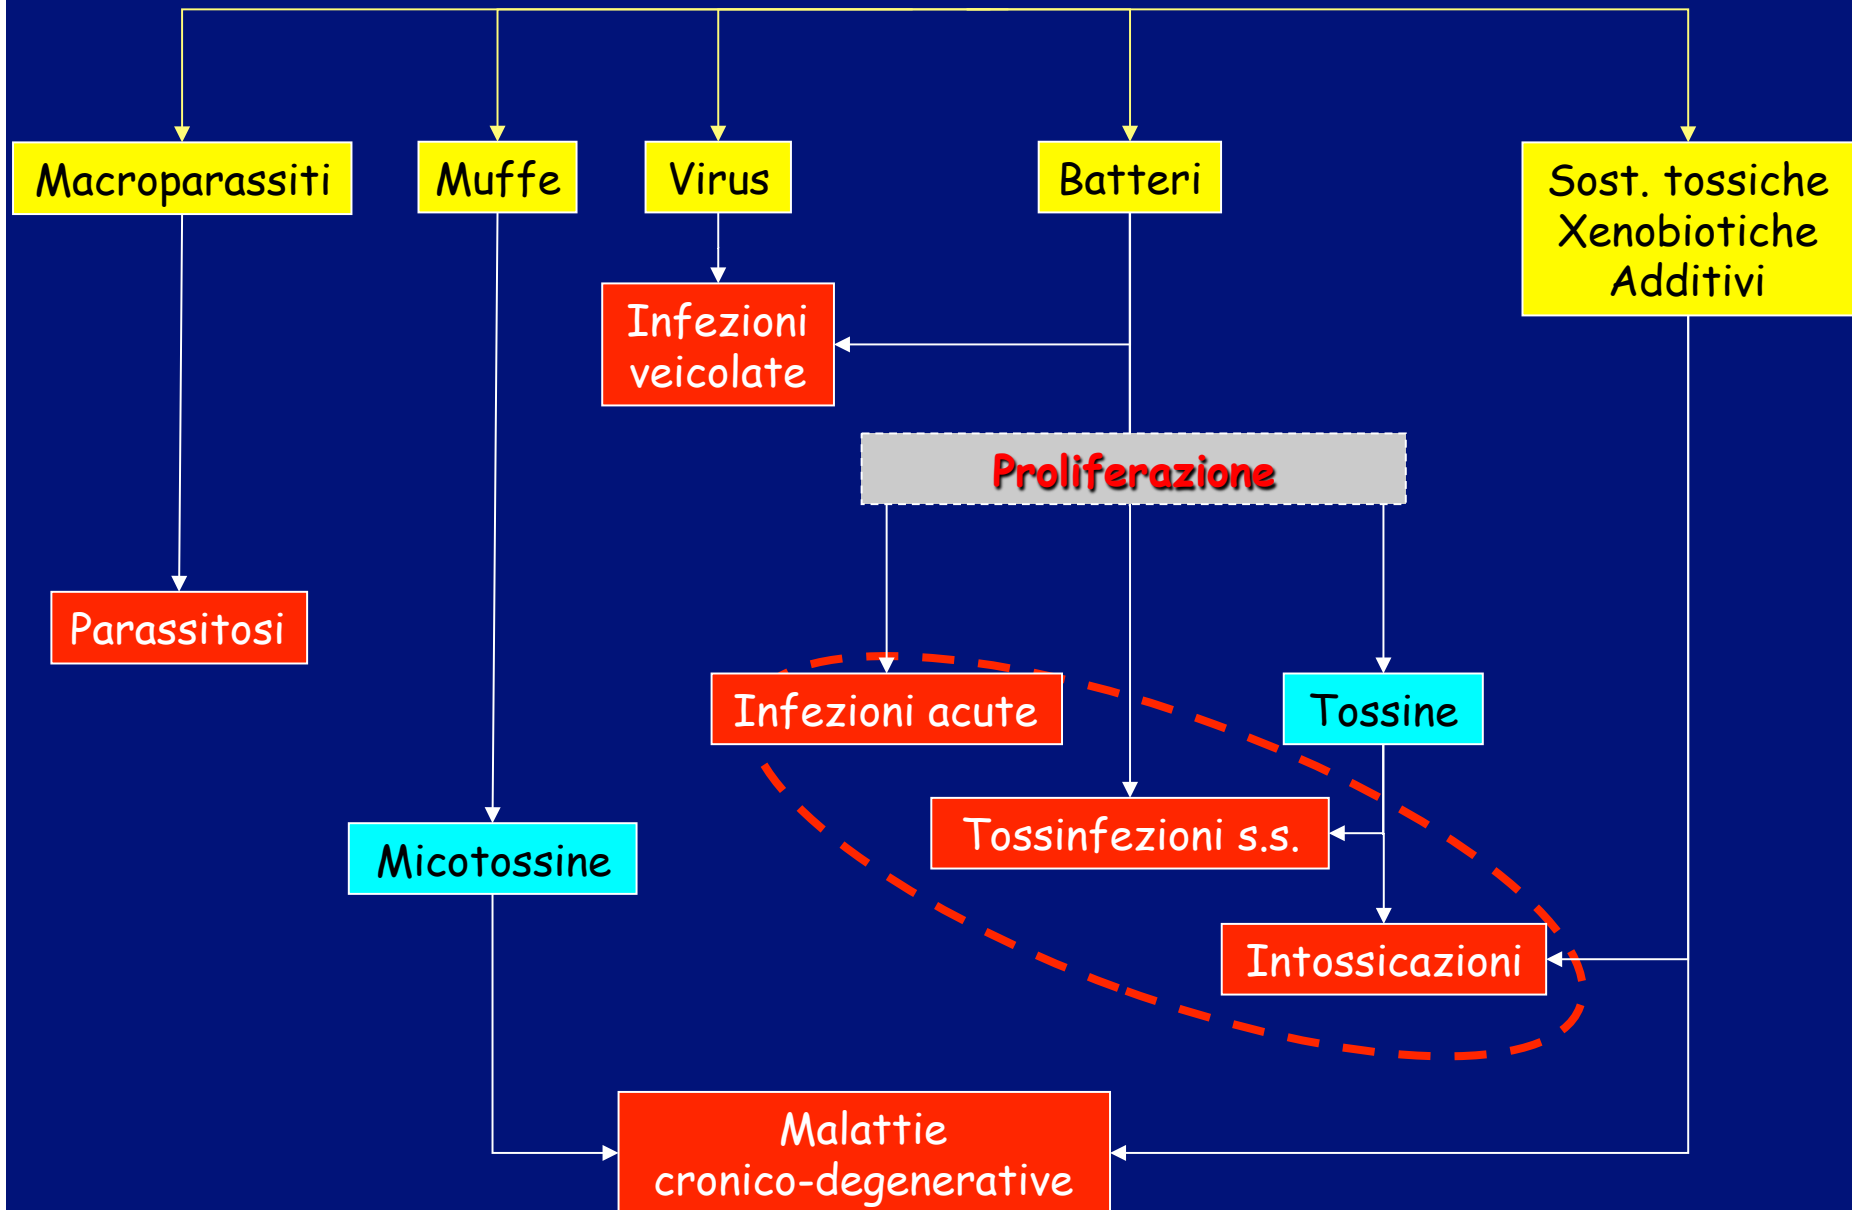 Macroparassiti
Muffe
Virus
Batteri
Sost. tossiche
Xenobiotiche
Additivi
Infezioni
veicolate
Proliferazione
Parassitosi
Infezioni acute
Tossine
Tossinfezioni s.s.
Micotossine
Intossicazioni
Malattie
cronico-degenerative